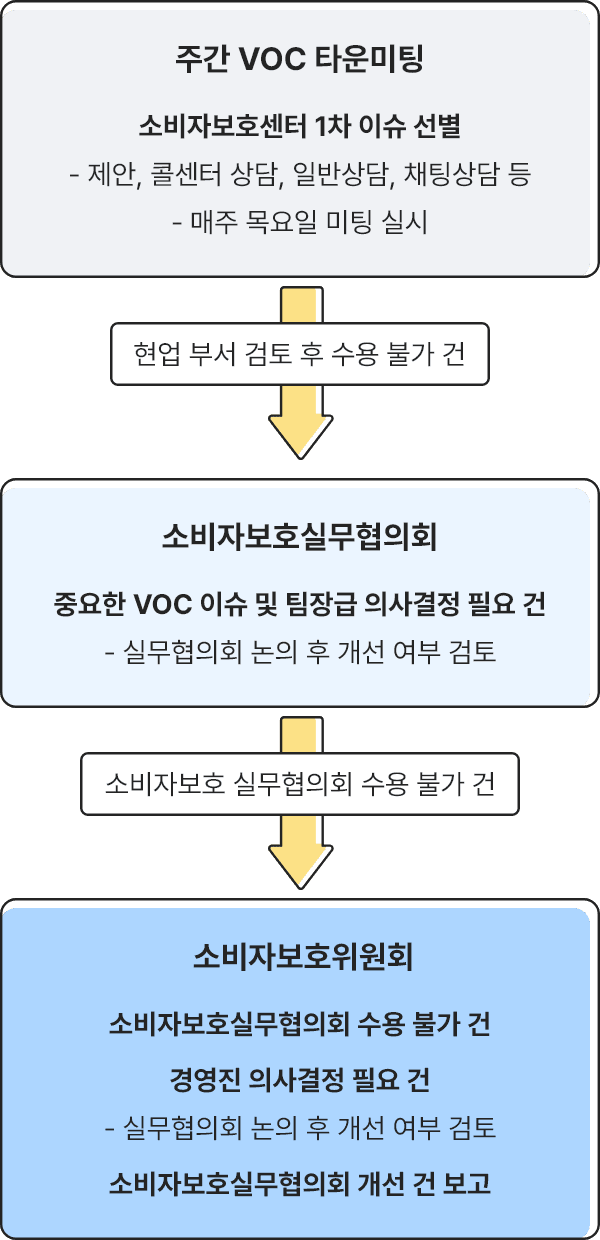 주간 VOC 타운미팅
소비자보호센터 1차 이슈 선별
- 제안, 콜센터 상담, 일반상담, 채팅상담 등
- 매주 목요일 미팅 실시
현업 부서 검토 후 수용 불가 건
소비자보호실무협의회
중요한 VOC 이슈 및 팀장급 의사결정 필요 건
- 실무협의회 논의 후 개선 여부 검토
소비자보호 실무협의회 수용 불가 건
소비자보호위원회
소비자보호실무협의회 수용 불가 건
경영진 의사결정 필요 건
- 실무협의회 논의 후 개선 여부 검토
소비자보호실무협의회 개선 건 보고